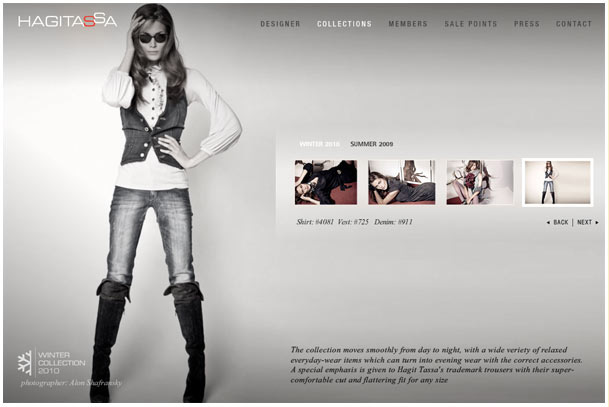 HAGITASSA
DESIGNER COLLECTIONS MEMBERS SALE POINTS PRESS CONTACT
WINTER 2010 SUMMER 2009
Shirt: #4081 Vest: #725 Denim: #911
BACK | NEXT
The collection moves smoothly from day to night, with a wide veriety of relaxed
everyday-wear items which can turn into evening wear with the correct accessories.
A special emphasis is given to Hagit Tassa's trademark trousers with their super-
comfortable cut and flattering fit for any size
WINTER
COLLECTION
2010
photographer: Alon Shafransky